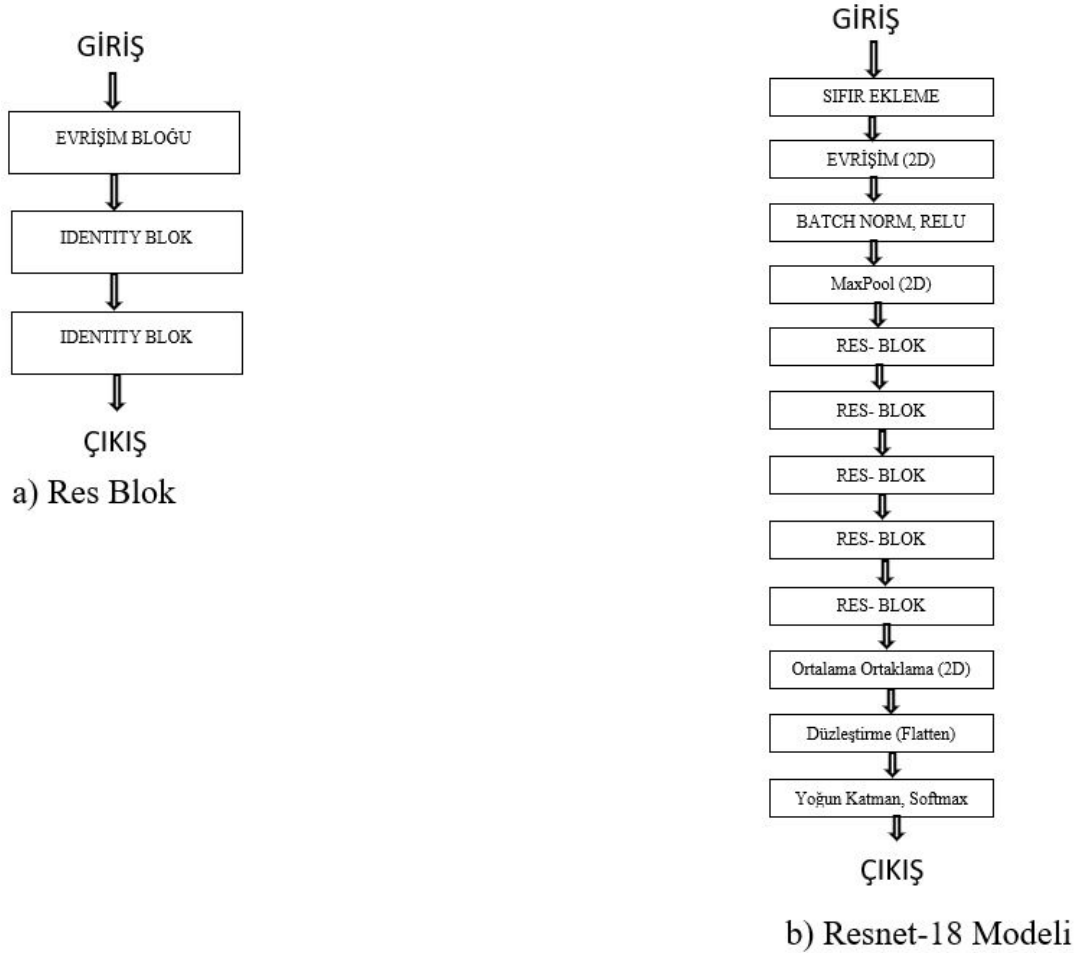 GİRİŞ
EVRİŞİM BLOĞU
IDENTITY BLOK
IDENTITY BLOK
ÇIKIŞ
a) Res Blok
GİRİŞ
SIFIR EKLEME
EVRİŞİM (2D)
BATCH NORM, RELU
MaxPool (2D)
RES- BLOK
RES- BLOK
RES- BLOK
RES- BLOK
RES- BLOK
Ortalama Ortaklama (2D)
Düzleştirme (Flatten)
Yoğun Katman, Softmax
ÇIKIŞ
b) Resnet-18 Modeli